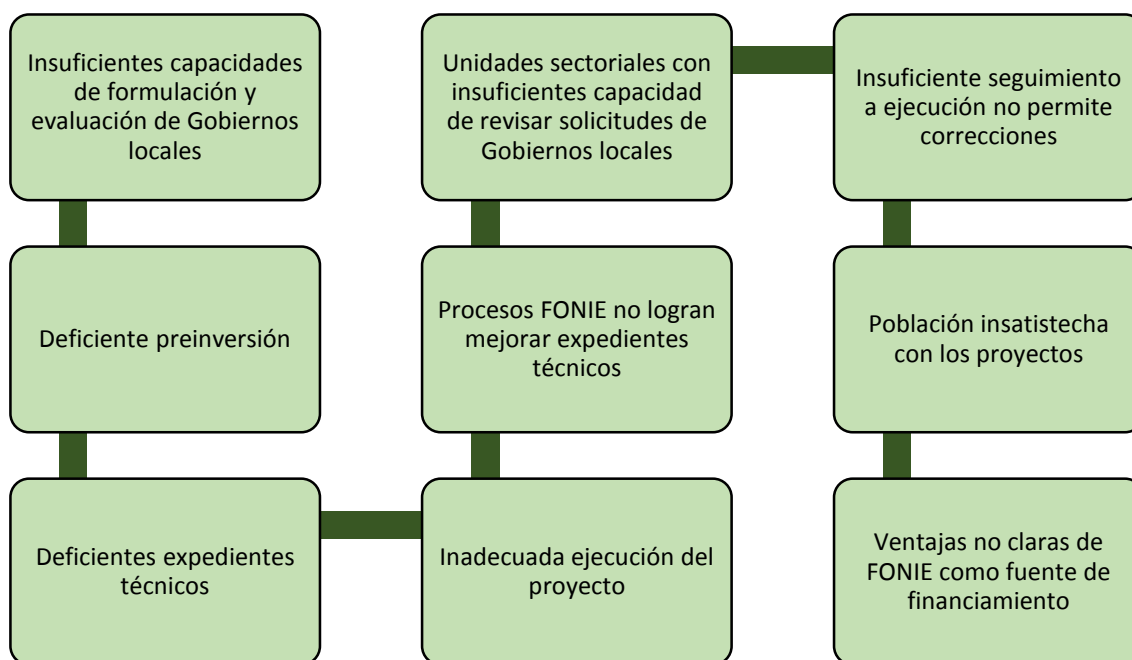 Insuficientes capacidades
de formulación y
evaluación de Gobiernos
locales
Deficiente preinversión
Deficientes expedientes
técnicos
Inadecuada ejecución del
proyecto
Procesos FONIE no logran
mejorar expedientes
técnicos
Unidades sectoriales con
insuficientes capacidad
de revisar solicitudes de
Gobiernos locales
Insuficiente seguimiento
a ejecución no permite
correcciones
Población insatistecha
con los proyectos
Ventajas no claras de
FONIE como fuente de
financiamiento